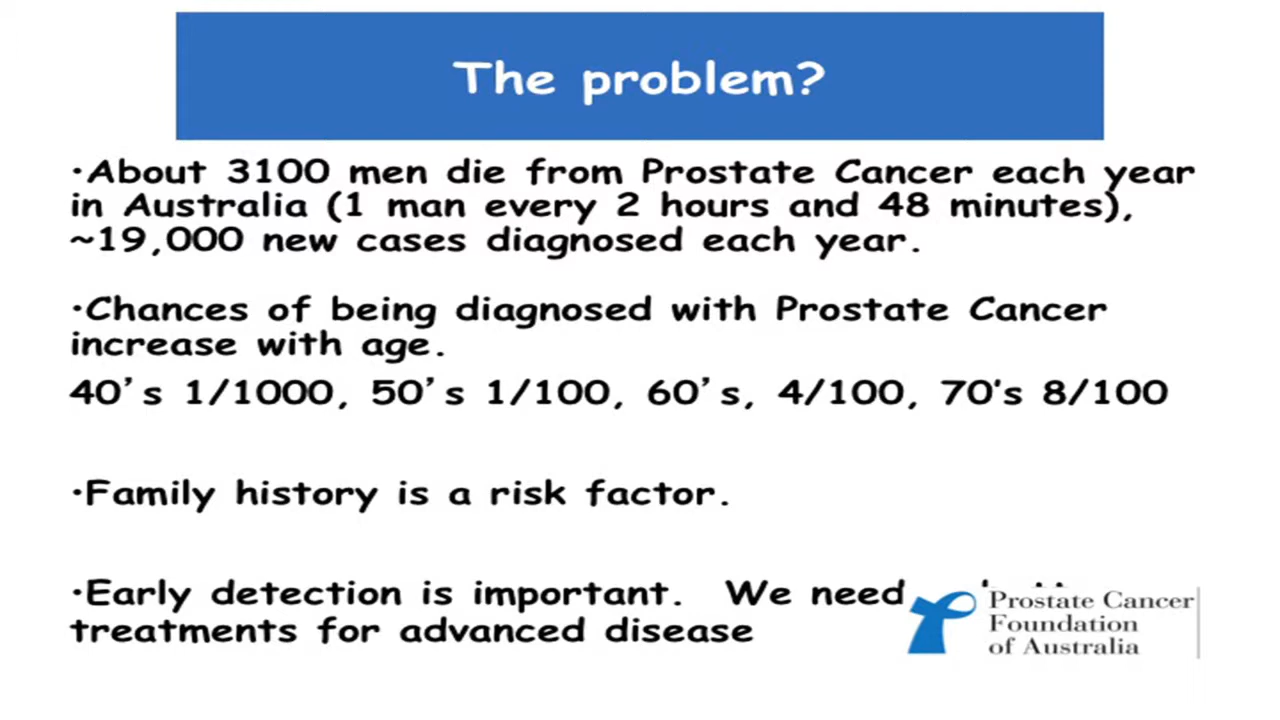 The problem?
·About 3100 men die from Prostate Cancer each year
in Australia (1 man every 2 hours and 48 minutes),
~19,000 new cases diagnosed each year.
·Chances of being diagnosed with Prostate Cancer
increase with age.
40’s 1/1000, 50’s 1/100, 60’s, 4/100, 70's 8/100
·Family history is a risk factor.
·Early detection is important. We need
treatments for advanced disease
Prostate Cancer
Foundation
of Australia